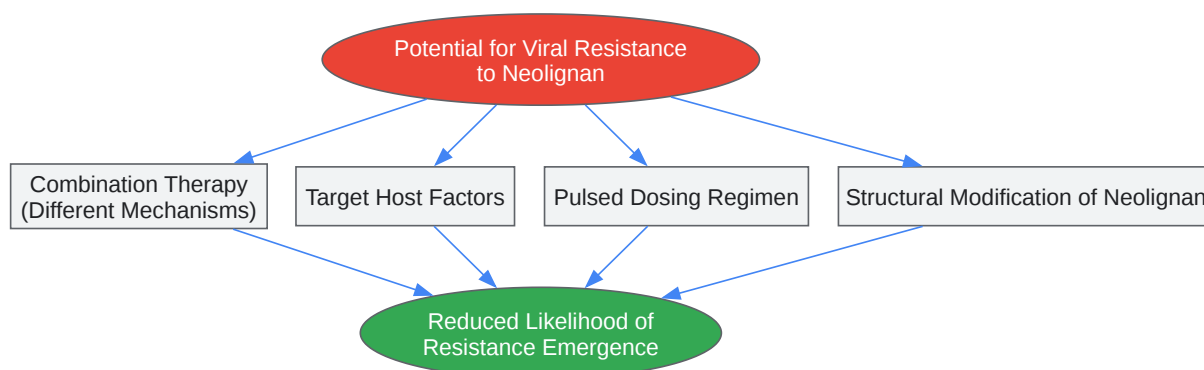 Potential for Viral Resistance
to Neolignan
Combination Therapy
(Different Mechanisms)
Target Host Factors
Pulsed Dosing Regimen
Structural Modification of Neolignan
Reduced Likelihood of
Resistance Emergence